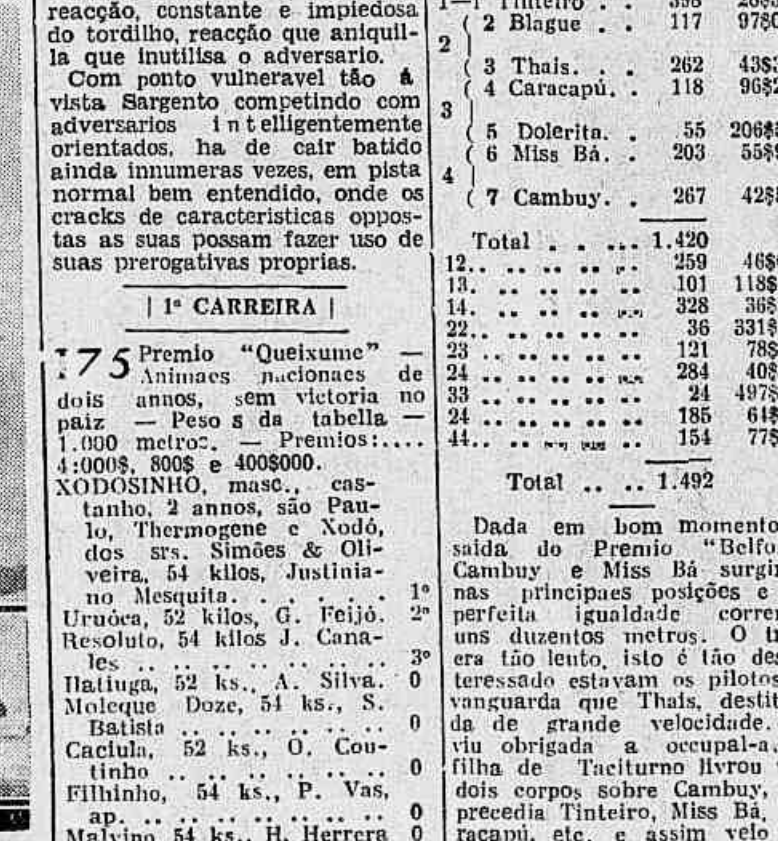 reacção, constante e impiedosa
do tordilho, reacção que aniquil-
la que inutilisa o adversario.
Com ponto vulneravel tão á
vista Sargento competindo com
adversarios intelligentemente
orientados, ha de cair batido
ainda innumeras vezes, em pista
normal bem entendido, onde os
cracks de caracteristicas oppos-
tas as suas possam fazer uso de
suas prerogativas proprias.
| 1ª CARREIRA |
75 Premio "Queixume" —
Animaes nacionaes de
dois annos, sem victoria no
paiz — Peso s da tabella —
1.000 metros. — Premios:....
4:000$, 800$ e 400$000.
XODOSINHO, masc., cas-
tanho, 2 annos, são Pau-
lo, Thermogene e Xodó,
dos srs. Simões & Oli-
veira, 54 kilos, Justinia-
no Mesquita. . . . . . 1º
Uruóca, 52 kilos, G. Feijó. 2º
Resoluto, 54 kilos J. Cana-
les .. .. .. .. .. .. .. 3º
Ilatiuga, 52 ks., A. Silva. 0
Moleque Doze, 54 ks., S.
Batista .. .. .. .. .. .. 0
Caciula, 52 ks., O. Cou-
tinho .. .. .. .. .. .. 0
Filhinho, 54 ks., P. Vas,
ap. .. .. .. .. .. .. .. 0
Malvino 54 ks., H. Herrera 0
1—1 Tinteiro . . 398
( 2 Blague . . 117
2 |
( 3 Thais. . . 262
( 4 Caracapú. . 118
3 |
( 5 Dolerita. . 55
( 6 Miss Bá. . 203
4 |
( 7 Cambuy. . 267
Total . . ... 1.420
12.. .. .. .. .. 259
13. .. .. .. .. 101
14. .. .. .. .. 328
22.. .. .. .. .. 36
23 .. .. .. .. .. 121
24 .. .. .. .. .. 284
33 .. .. .. .. .. 24
24 .. .. .. .. .. 185
44.. .. .. .. .. 154
Total .. .. 1.492
Dada em bom momento
saida do Premio "Belfo
Cambuy e Miss Bá surgi
nas principaes posições e
perfeita igualdade correr
uns duzentos metros. O
era tão lento, isto é tão des
teressado estavam os pilotos
vanguarda que Thais, destit
da de grande velocidade.
viu obrigada a occupal-a.
filha de Taciturno livrou
dois corpos sobre Cambuy,
precedia Tinteiro, Miss Bá,
racapú, etc. e assim velo